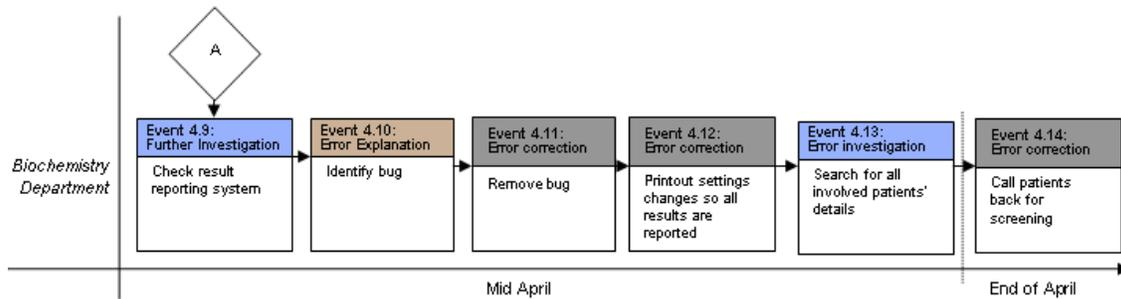 A
Event 4.9:
Further Investigation
Check result
reporting system
Event 4.10:
Error Explanation
Identify bug
Event 4.11:
Error correction
Remove bug
Event 4.12:
Error correction
Printout settings
changes so all
results are
reported
Event 4.13:
Error investigation
Search for all
involved patients'
details
Event 4.14:
Error correction
Call patients
back for
screening
Biochemistry
Department
Mid April
End of April